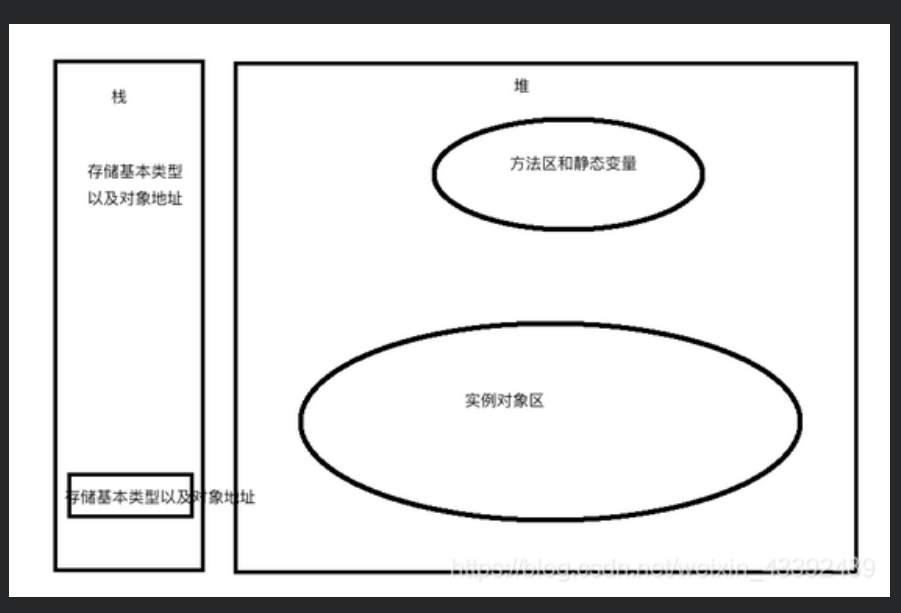 栈
堆
存储基本类型
以及对象地址
方法区和静态变量
实例对象区
存储基本类型以及对象地址
https://blog.csdn.net/weixin_43392489